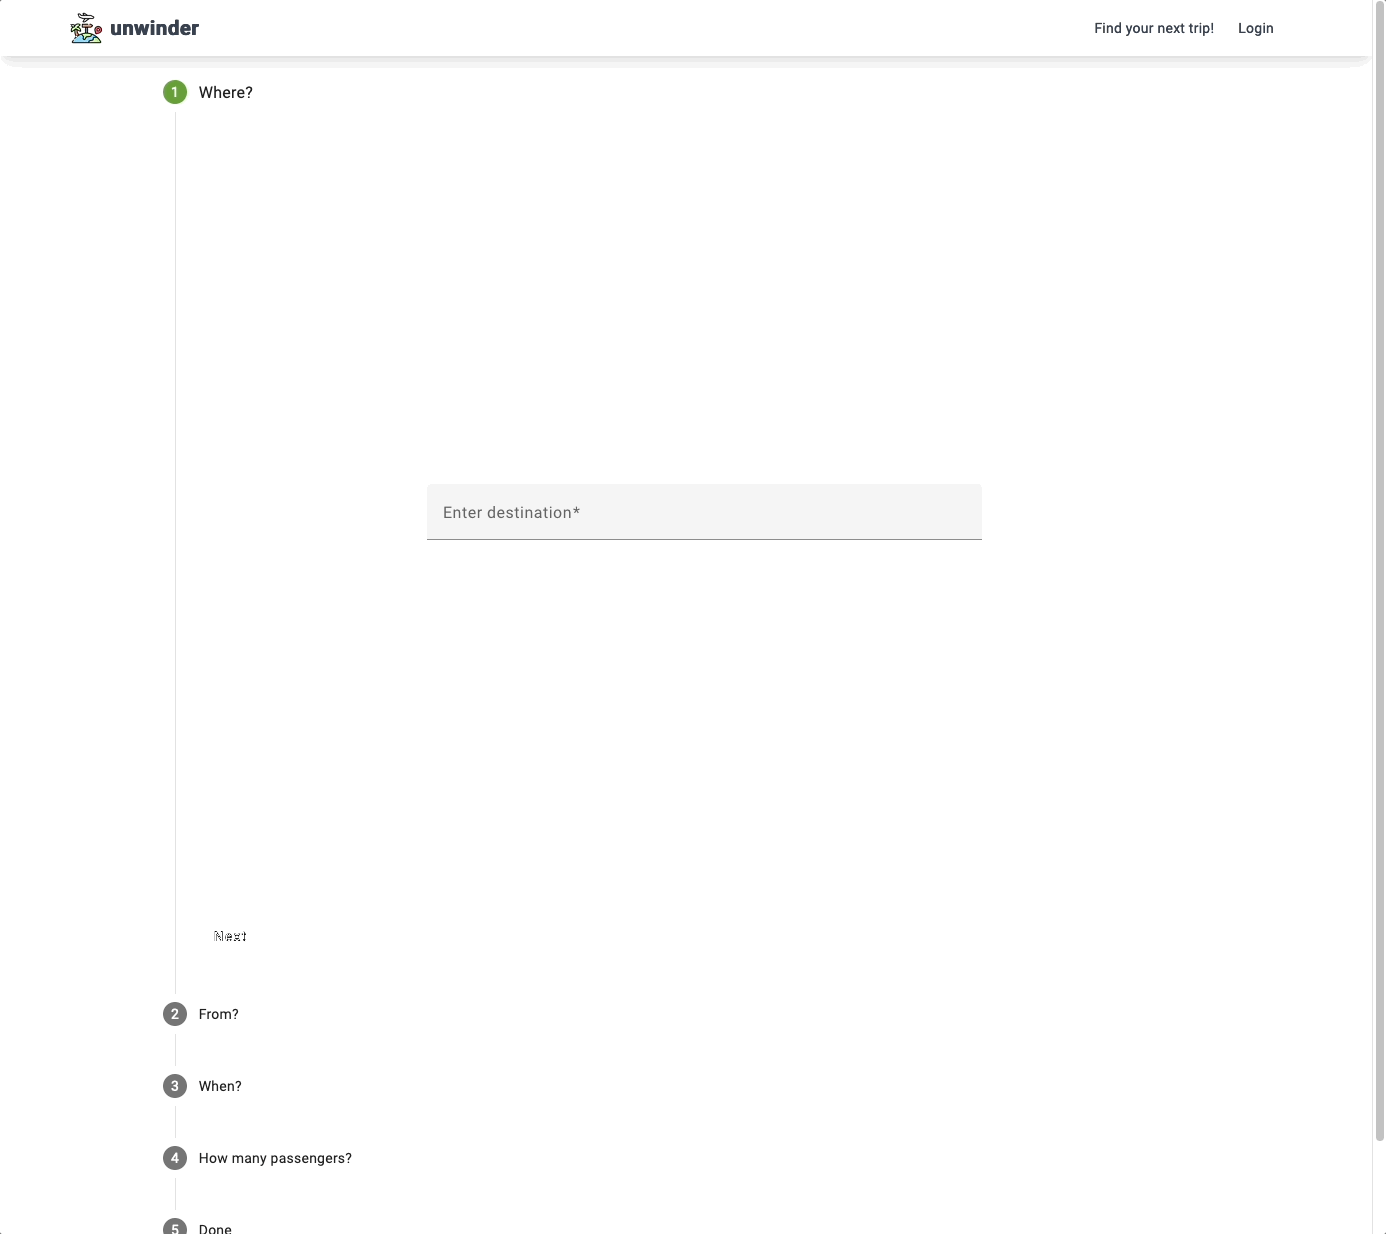 unwinder
Find your next trip! Login
1 Where?
Enter destination*
Next
2 From?
3 When?
4 How many passengers?
5 Done